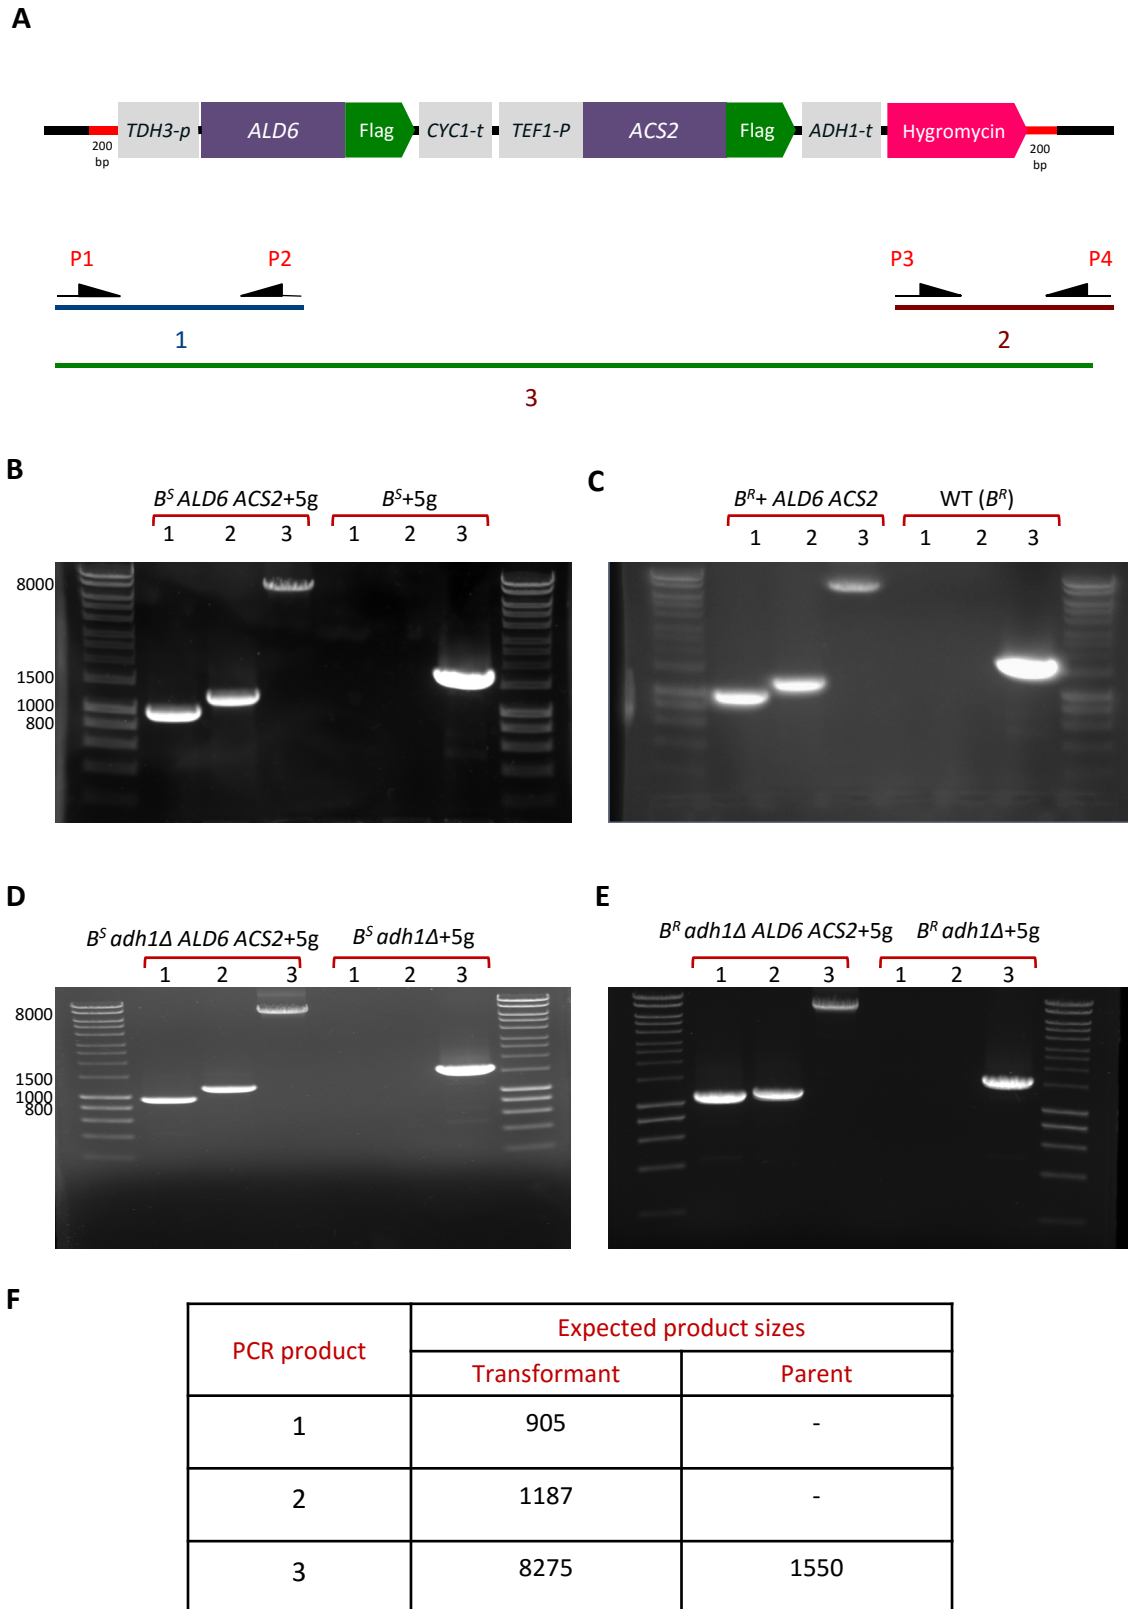 A
TDH3-p ALD6 Flag CYC1-t TEF1-P ACS2 Flag ADH1-t Hygromycin
200 bp
200 bp
P1 P2 P3 P4
1 2
3
B
B^S ALD6 ACS2+5g B^S+5g
1 2 3 1 2 3
8000
1500
1000
800
C
B^R+ ALD6 ACS2 WT (B^R)
1 2 3 1 2 3
D
B^S adh1Δ ALD6 ACS2+5g B^S adh1Δ+5g
1 2 3 1 2 3
8000
1500
1000
800
E
B^R adh1Δ ALD6 ACS2+5g B^R adh1Δ+5g
1 2 3 1 2 3
F
PCR product Expected product sizes
Transformant Parent
1 905 -
2 1187 -
3 8275 1550